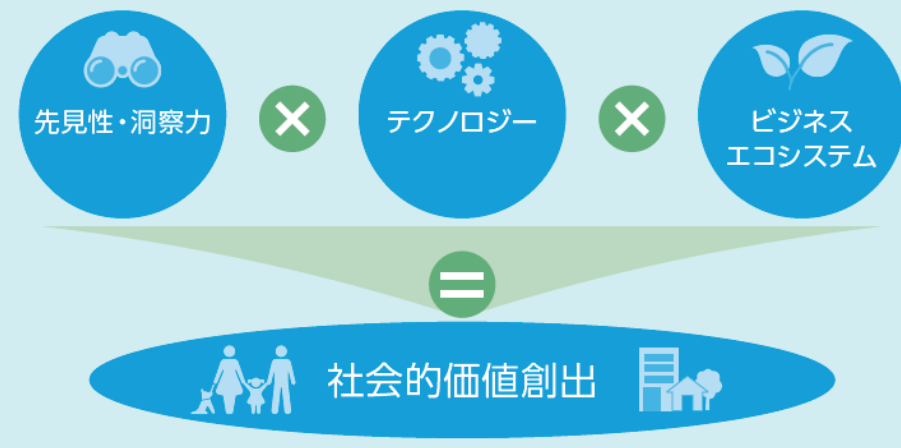 先見性・洞察力
×
テクノロジー
×
ビジネス
エコシステム
=
社会的価値創出